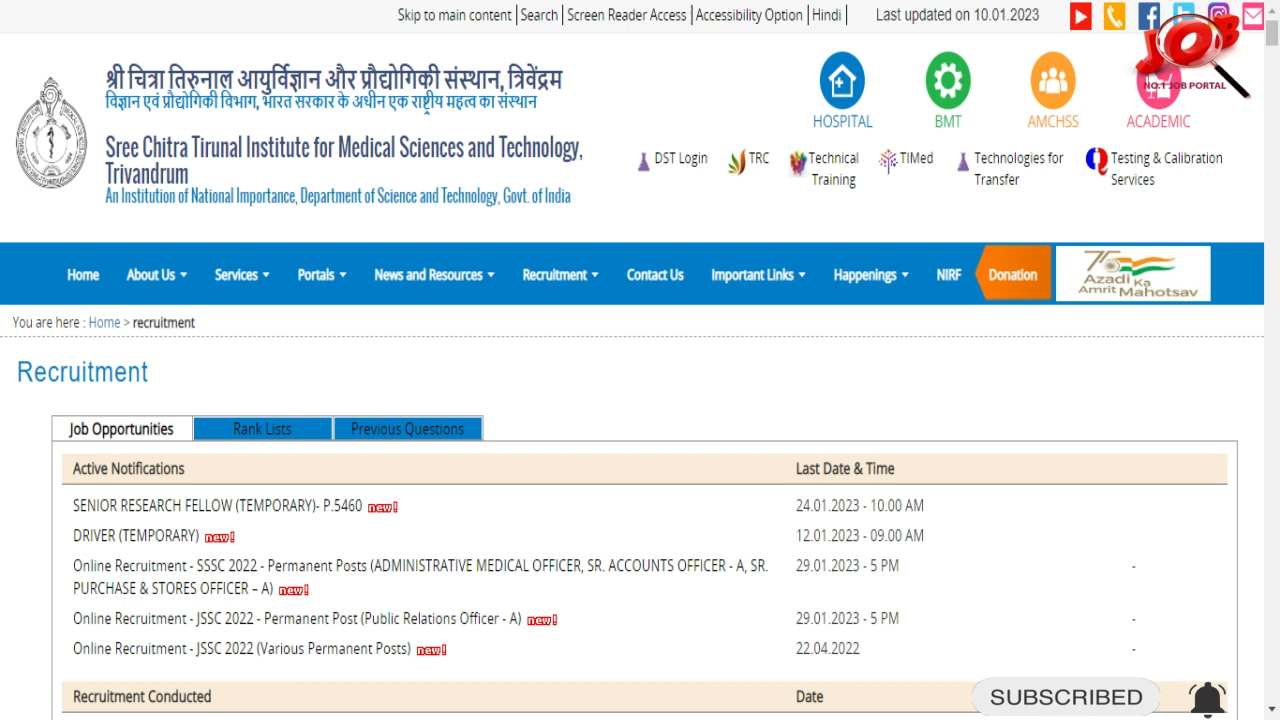 Skip to main content Search Screen Reader Access Accessibility Option Hindi Last updated on 10.01.2023
JOB
NO.1 JOB PORTAL
श्री चित्रा तिरुनाल आयुर्विज्ञान और प्रौद्योगिकी संस्थान, त्रिवेंद्रम
विज्ञान एवं प्रौद्योगिकी विभाग, भारत सरकार के अधीन एक राष्ट्रीय महत्व का संस्थान
Sree Chitra Tirunal Institute for Medical Sciences and Technology,
Trivandrum
An Institution of National Importance, Department of Science and Technology, Govt. of India
HOSPITAL BMT AMCHSS ACADEMIC
DST Login TRC Technical Training TIMed Technologies for Transfer Testing & Calibration Services
Home About Us Services Portals News and Resources Recruitment Contact Us Important Links Happenings NIRF Donation
75 Azadi Ka
Amrit Mahotsav
You are here : Home > recruitment
Recruitment
Job Opportunities Rank Lists Previous Questions
Active Notifications Last Date & Time
SENIOR RESEARCH FELLOW (TEMPORARY)- P.5460 new! 24.01.2023 - 10.00 AM
DRIVER (TEMPORARY) new! 12.01.2023 - 09.00 AM
Online Recruitment - SSSC 2022 - Permanent Posts (ADMINISTRATIVE MEDICAL OFFICER, SR. ACCOUNTS OFFICER - A, SR. 29.01.2023 - 5 PM -
PURCHASE & STORES OFFICER – A) new!
Online Recruitment - JSSC 2022 - Permanent Post (Public Relations Officer - A) new! 29.01.2023 - 5 PM -
Online Recruitment - JSSC 2022 (Various Permanent Posts) new! 22.04.2022 -
Recruitment Conducted Date
SUBSCRIBED